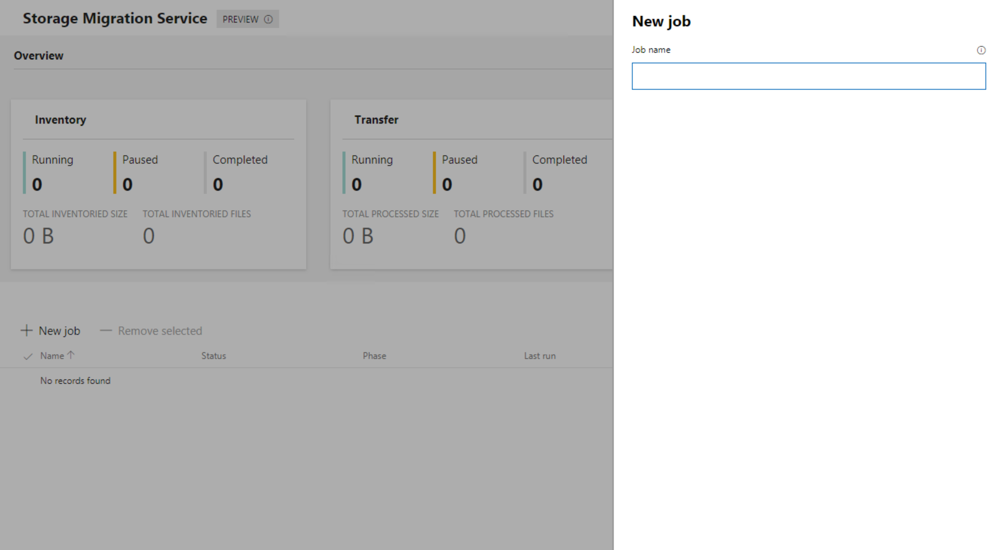 Storage Migration Service PREVIEW
Overview
Inventory
Running Paused Completed
0 0 0
TOTAL INVENTORIED SIZE TOTAL INVENTORIED FILES
0 B 0
Transfer
Running Paused Completed
0 0 0
TOTAL PROCESSED SIZE TOTAL PROCESSED FILES
0 B 0
New job Remove selected
Name Status Phase Last run
No records found
New job
Job name